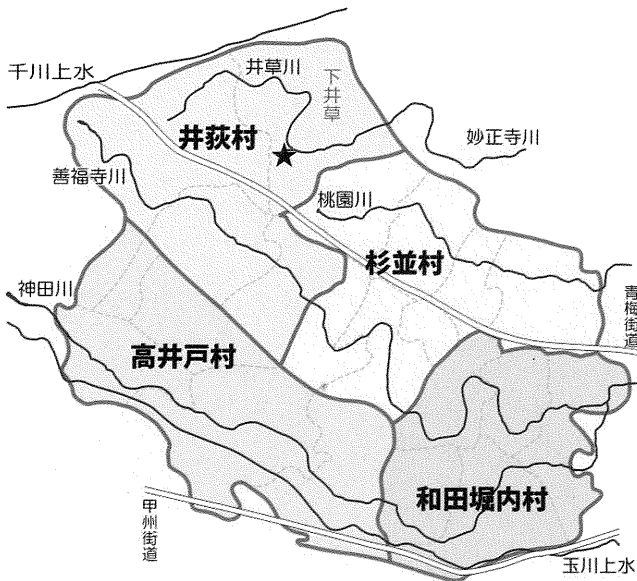 千川上水
井草川
下井草
妙正寺川
井荻村
善福寺川
桃園川
杉並村
神田川
青梅街道
高井戸村
和田堀内村
甲州街道
玉川上水